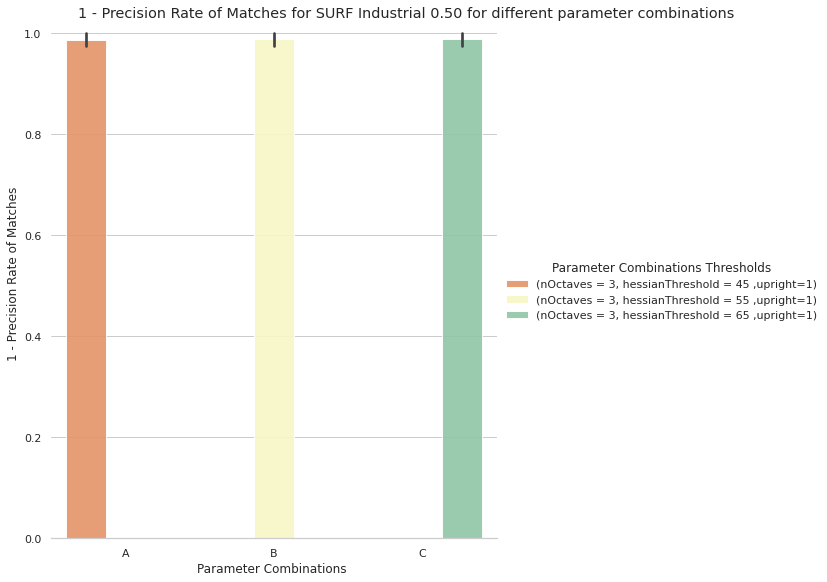 1 - Precision Rate of Matches for SURF Industrial 0.50 for different parameter combinations
1.0
0.8
0.6
0.4
0.2
0.0
1 - Precision Rate of Matches
A
B
C
Parameter Combinations
Parameter Combinations Thresholds
(nOctaves = 3, hessianThreshold = 45 ,upright=1)
(nOctaves = 3, hessianThreshold = 55 ,upright=1)
(nOctaves = 3, hessianThreshold = 65 ,upright=1)